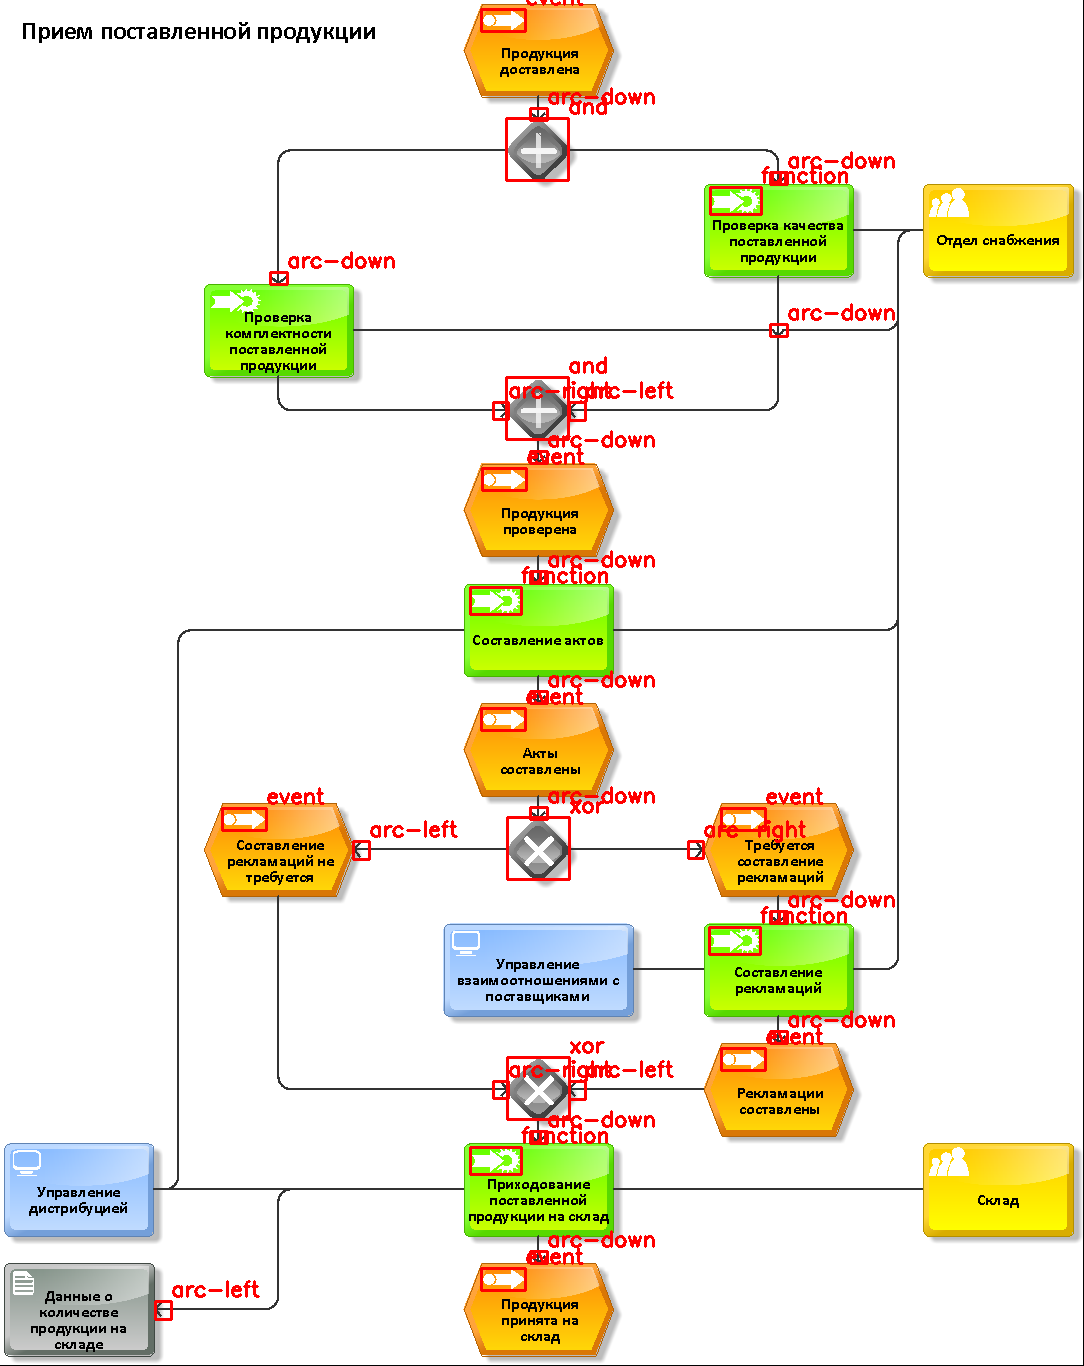 Прием поставленной продукции
event
Продукция
доставлена
arc-down
and
arc-down
function
Проверка качества
поставленной
продукции
Отдел снабжения
arc-down
Проверка
комплектности
поставленной
продукции
arc-down
and
arc-right
arc-left
arc-down
event
Продукция
проверена
arc-down
function
Составление актов
arc-down
event
Акты
составлены
arc-down
xor
event
Составление
рекламаций не
требуется
arc-left
event
arc-right
Требуется
составление
рекламаций
arc-down
function
Управление
взаимоотношениями с
поставщиками
Составление
рекламаций
arc-down
event
xor
arc-right
arc-left
Рекламации
составлены
arc-down
function
Управление
дистрибуцией
Приходование
поставленной
продукции на склад
Склад
arc-down
event
arc-left
Данные о
количестве
продукции на
складе
Продукция
принята на
склад